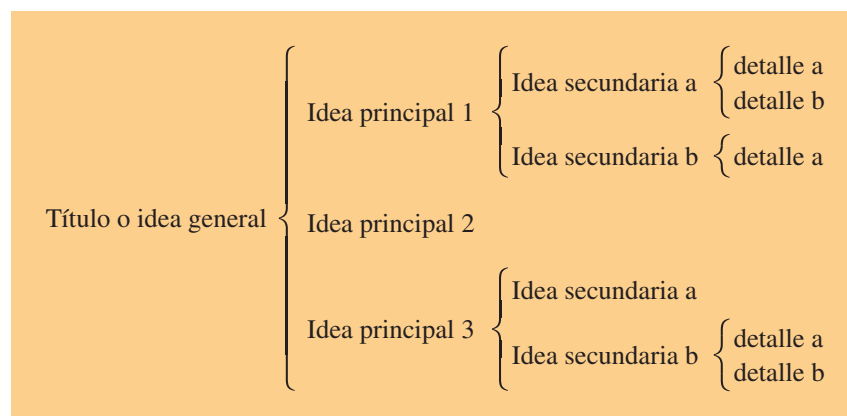 Título o idea general
Idea principal 1
Idea secundaria a
detalle a
detalle b
Idea secundaria b
detalle a
Idea principal 2
Idea principal 3
Idea secundaria a
Idea secundaria b
detalle a
detalle b